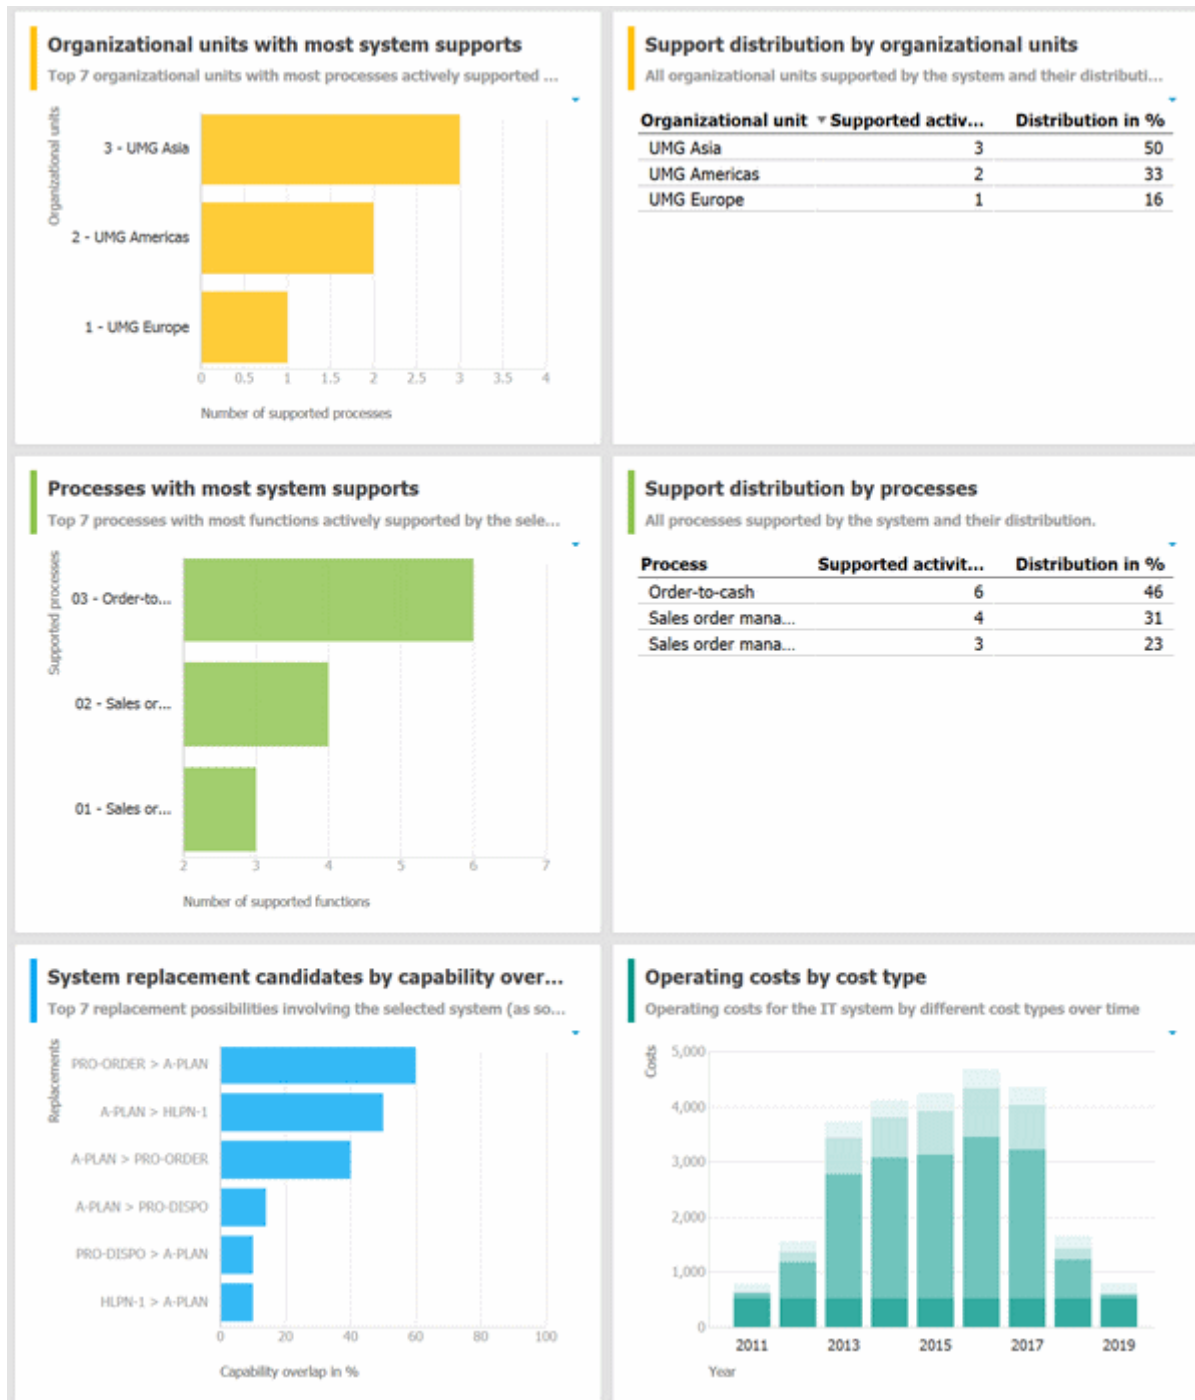 Organizational units with most system supports
Top 7 organizational units with most processes actively supported ...
Organizational units
3 - UMG Asia
2 - UMG Americas
1 - UMG Europe
0 0.5 1 1.5 2 2.5 3 3.5 4
Number of supported processes
Support distribution by organizational units
All organizational units supported by the system and their distributi...
Organizational unit Supported activ... Distribution in %
UMG Asia 3 50
UMG Americas 2 33
UMG Europe 1 16
Processes with most system supports
Top 7 processes with most functions actively supported by the sele...
Supported processes
03 - Order-to...
02 - Sales or...
01 - Sales or...
2 3 4 5 6 7
Number of supported functions
Support distribution by processes
All processes supported by the system and their distribution.
Process Supported activit... Distribution in %
Order-to-cash 6 46
Sales order mana... 4 31
Sales order mana... 3 23
System replacement candidates by capability over...
Top 7 replacement possibilities involving the selected system (as so...
Replacements
PRO-ORDER > A-PLAN
A-PLAN > HLPN-1
A-PLAN > PRO-ORDER
A-PLAN > PRO-DISPO
PRO-DISPO > A-PLAN
HLPN-1 > A-PLAN
0 20 40 60 80 100
Capability overlap in %
Operating costs by cost type
Operating costs for the IT system by different cost types over time
Costs
5,000
4,000
3,000
2,000
1,000
0
2011 2013 2015 2017 2019
Year